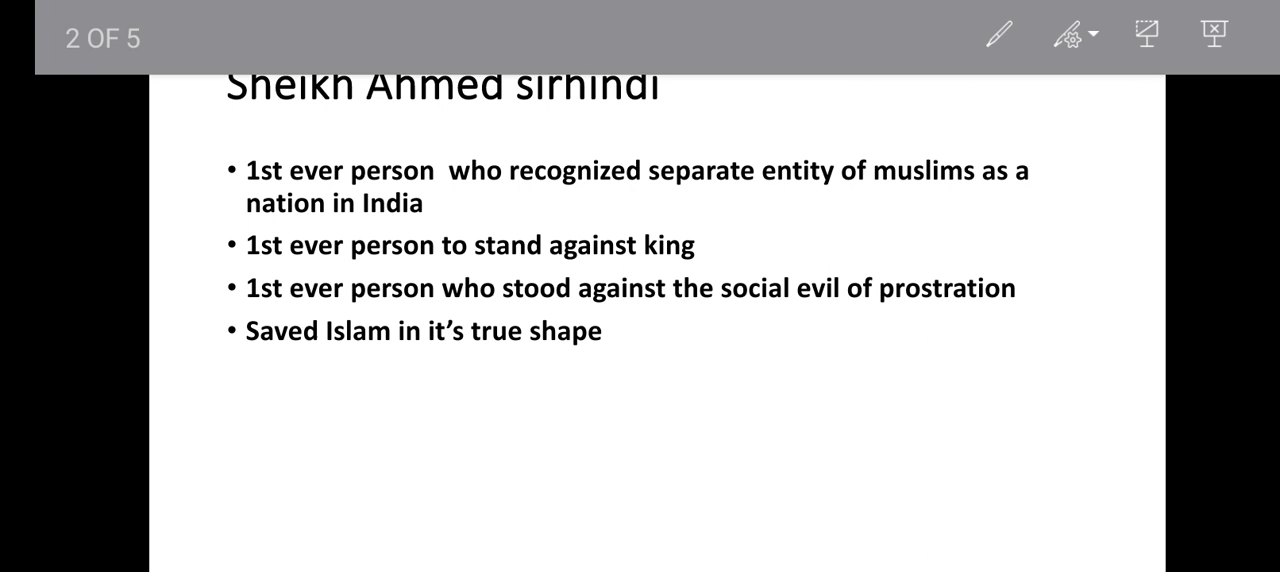 2 OF 5
Sheikh Ahmed sirhindi
• 1st ever person  who recognized separate entity of muslims as a
nation in India
• 1st ever person to stand against king
• 1st ever person who stood against the social evil of prostration
• Saved Islam in it’s true shape